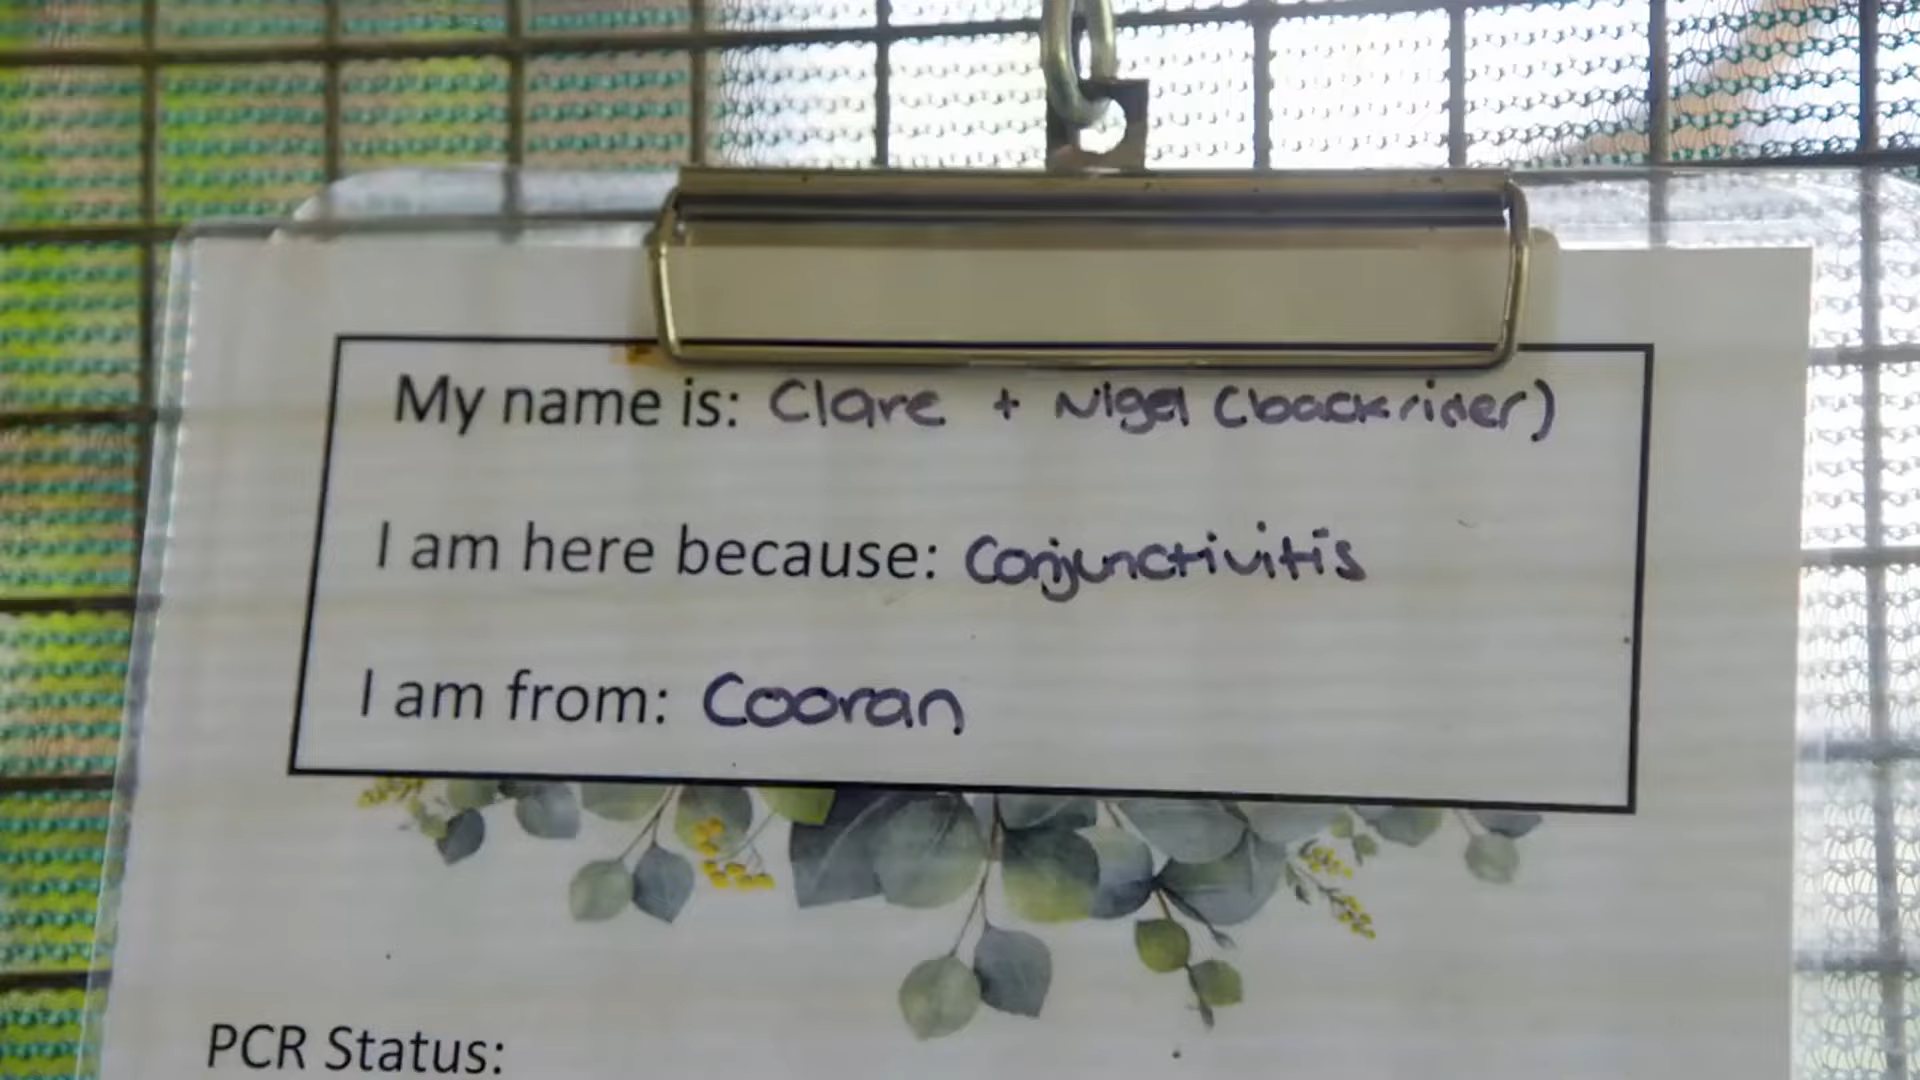 My name is: Clare + Nigel (backrider)
I am here because: Conjunctivitis
I am from: Cooran
PCR Status: